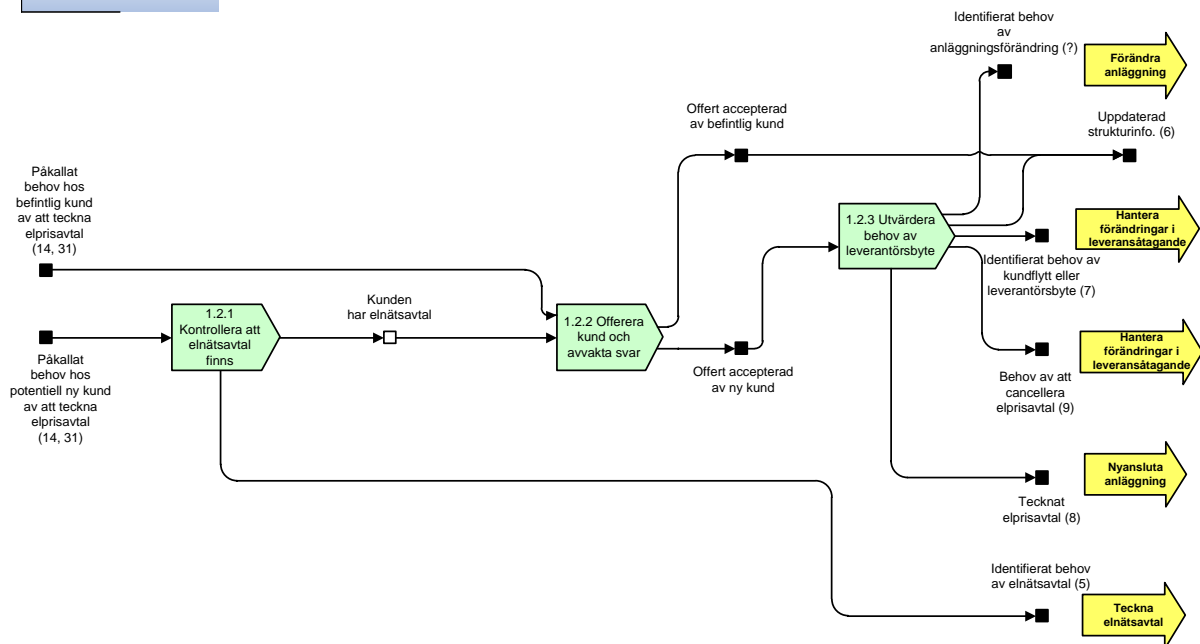 Identifierat behov
av
anläggningsförändring (?)
Förändra
anläggning
Offert accepterad
av befintlig kund
Uppdaterad
strukturinfo. (6)
Påkallat
behov hos
befintlig kund
av att teckna
elprisavtal
(14, 31)
1.2.3 Utvärdera
behov av
leverantörsbyte
Hantera
förändringar i
leveransåtagande
Identifierat behov av
kundflytt eller
leverantörsbyte (7)
1.2.1
Kontrollera att
elnätsavtal
finns
Kunden
har elnätsavtal
1.2.2 Offerera
kund och
avvakta svar
Hantera
förändringar i
leveransåtagande
Påkallat
behov hos
potentiell ny kund
av att teckna
elprisavtal
(14, 31)
Offert accepterad
av ny kund
Behov av att
cancellera
elprisavtal (9)
Nyansluta
anläggning
Tecknat
elprisavtal (8)
Identifierat behov
av elnätsavtal (5)
Teckna
elnätsavtal